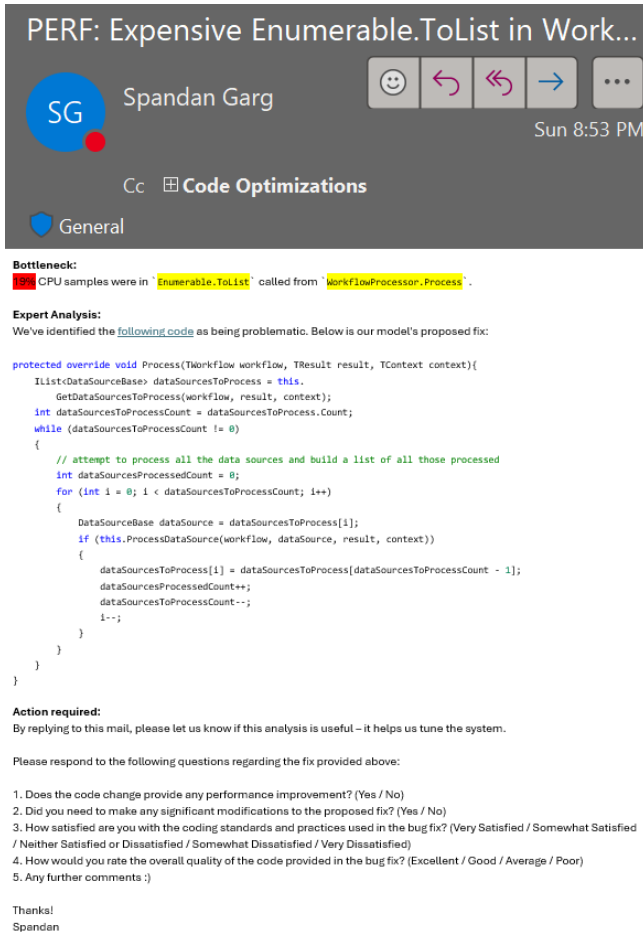 PERF: Expensive Enumerable.ToList in Work...
SG
Spandan Garg
Sun 8:53 PM
Cc Code Optimizations
General
Bottleneck:
19% CPU samples were in `Enumerable.ToList` called from `WorkflowProcessor.Process`.
Expert Analysis:
We've identified the following code as being problematic. Below is our model's proposed fix:
protected override void Process(TWorkflow workflow, TResult result, TContext context){
    IList<DataSourceBase> dataSourcesToProcess = this.
        GetDataSourcesToProcess(workflow, result, context);
    int dataSourcesToProcessCount = dataSourcesToProcess.Count;
    while (dataSourcesToProcessCount != 0)
    {
        // attempt to process all the data sources and build a list of all those processed
        int dataSourcesProcessedCount = 0;
        for (int i = 0; i < dataSourcesToProcessCount; i++)
        {
            DataSourceBase dataSource = dataSourcesToProcess[i];
            if (this.ProcessDataSource(workflow, dataSource, result, context))
            {
                dataSourcesToProcess[i] = dataSourcesToProcess[dataSourcesToProcessCount - 1];
                dataSourcesProcessedCount++;
                dataSourcesToProcessCount--;
                i--;
            }
        }
    }
}
Action required:
By replying to this mail, please let us know if this analysis is useful – it helps us tune the system.
Please respond to the following questions regarding the fix provided above:
1. Does the code change provide any performance improvement? (Yes / No)
2. Did you need to make any significant modifications to the proposed fix? (Yes / No)
3. How satisfied are you with the coding standards and practices used in the bug fix? (Very Satisfied / Somewhat Satisfied
/ Neither Satisfied or Dissatisfied / Somewhat Dissatisfied / Very Dissatisfied)
4. How would you rate the overall quality of the code provided in the bug fix? (Excellent / Good / Average / Poor)
5. Any further comments :)
Thanks!
Spandan